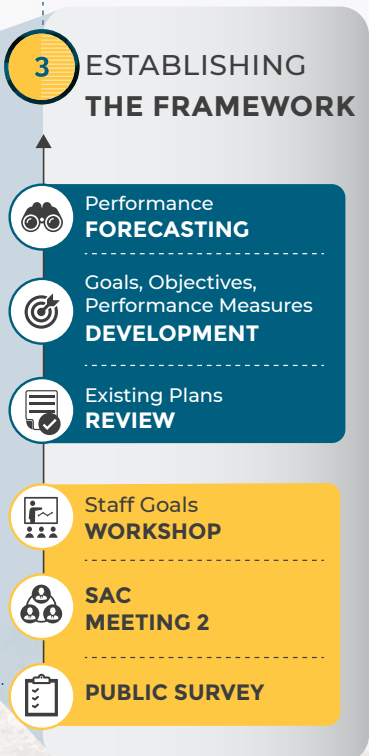 3
ESTABLISHING
THE FRAMEWORK
Performance
FORECASTING
Goals, Objectives,
Performance Measures
DEVELOPMENT
Existing Plans
REVIEW
Staff Goals
WORKSHOP
SAC
MEETING 2
PUBLIC SURVEY